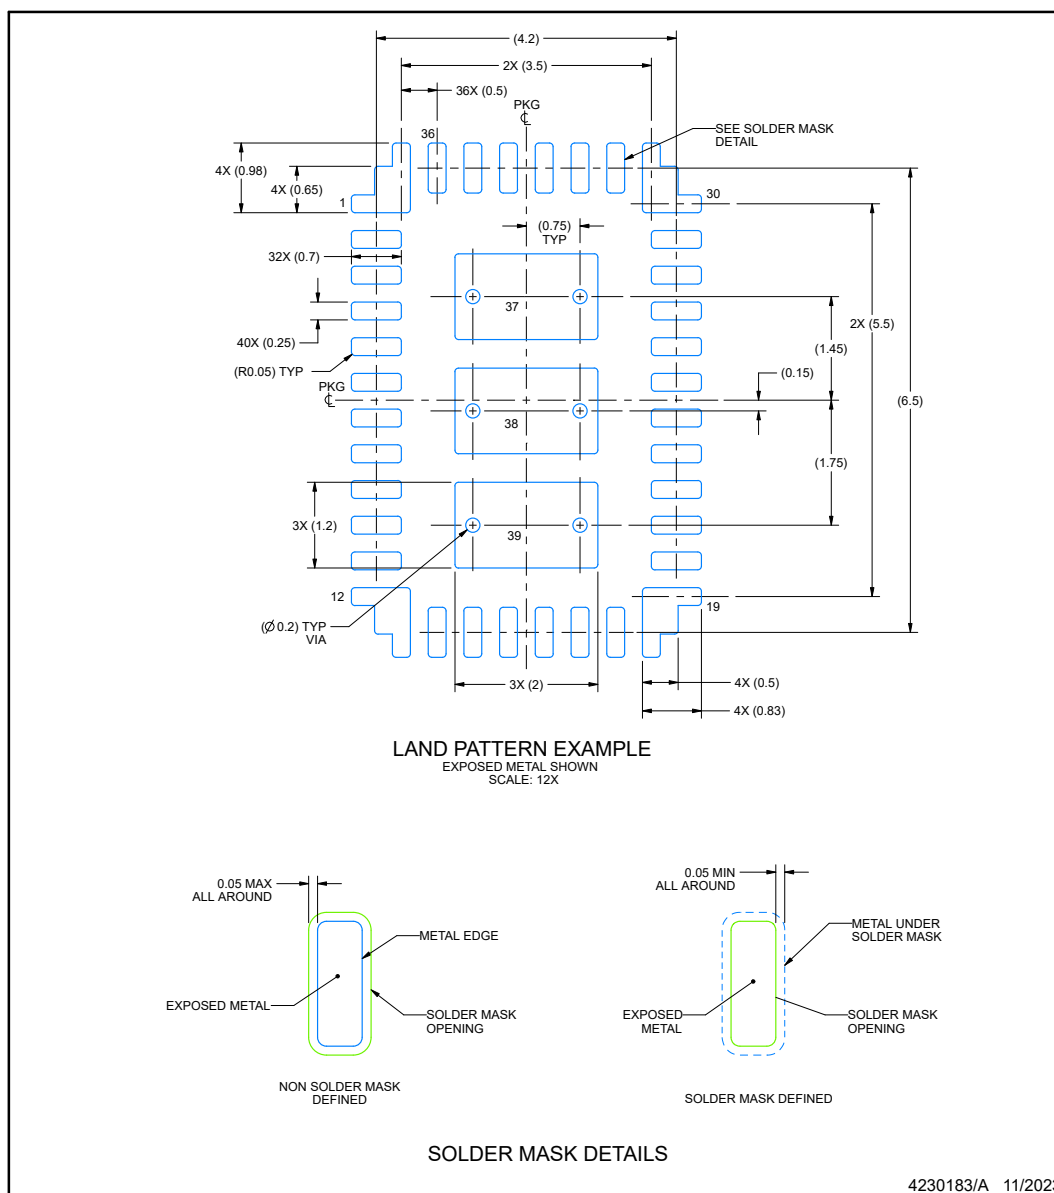 (4.2)
2X (3.5)
36X (0.5)
PKG
℄
36
SEE SOLDER MASK
DETAIL
4X (0.98)
4X (0.65)
1
30
(0.75)
TYP
32X (0.7)
37
2X (5.5)
40X (0.25)
(1.45)
(R0.05) TYP
(0.15)
PKG
℄
(6.5)
38
(1.75)
3X (1.2)
39
12
19
(Ø 0.2) TYP
VIA
3X (2)
4X (0.5)
4X (0.83)
LAND PATTERN EXAMPLE
EXPOSED METAL SHOWN
SCALE: 12X
0.05 MAX
ALL AROUND
METAL EDGE
EXPOSED METAL
SOLDER MASK
OPENING
NON SOLDER MASK
DEFINED
0.05 MIN
ALL AROUND
METAL UNDER
SOLDER MASK
EXPOSED
METAL
SOLDER MASK
OPENING
SOLDER MASK DEFINED
SOLDER MASK DETAILS
4230183/A 11/2023